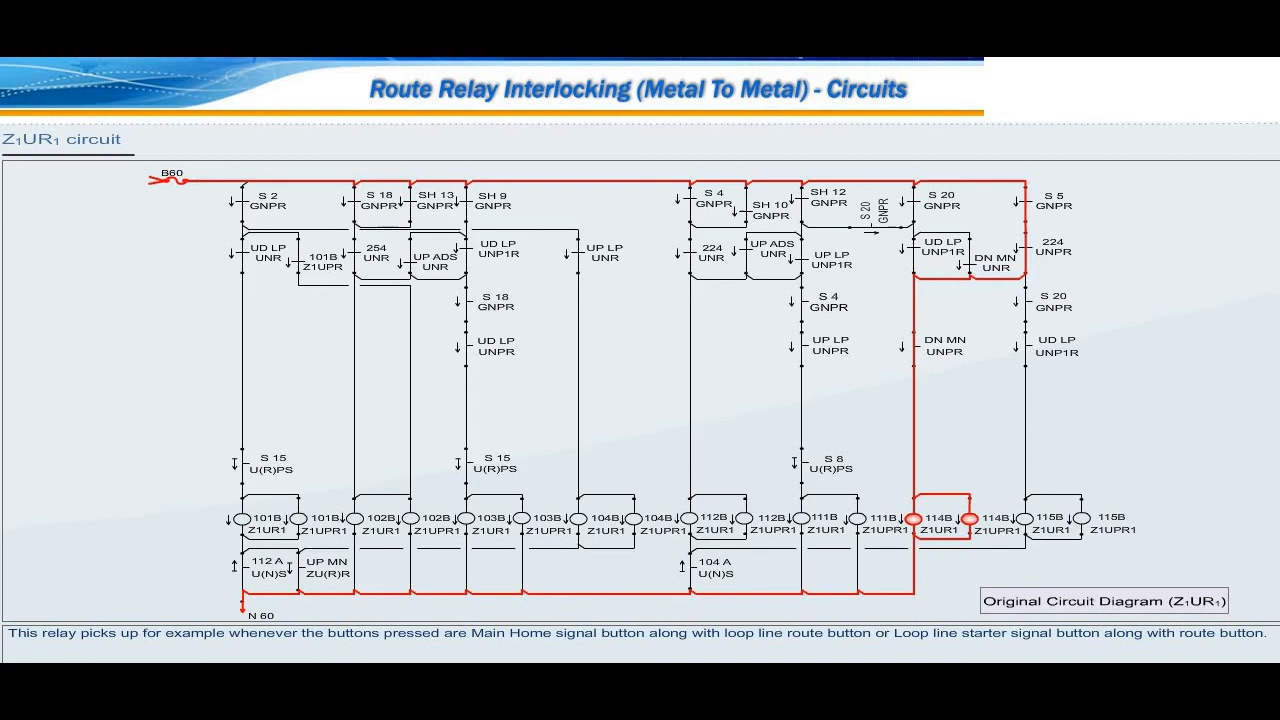 Route Relay Interlocking (Metal To Metal) - Circuits
Z₁UR₁ circuit
B60
S 2
GNPR
S 18
GNPR
SH 13
GNPR
SH 9
GNPR
S 4
GNPR
SH 10
GNPR
SH 12
GNPR
S 20
GNPR
S 20
GNPR
S 5
GNPR
UD LP
UNR
101B
Z1UPR
254
UNR
UP ADS
UNR
UD LP
UNP1R
UP LP
UNR
224
UNR
UP ADS
UNR
UP LP
UNP1R
UD LP
UNP1R
DN MN
UNR
224
UNPR
S 18
GNPR
S 4
GNPR
S 20
GNPR
UD LP
UNPR
UP LP
UNPR
DN MN
UNPR
UD LP
UNP1R
S 15
U(R)PS
S 15
U(R)PS
S 8
U(R)PS
101B
Z1UR1
101B
Z1UPR1
102B
Z1UR1
102B
Z1UPR1
103B
Z1UR1
103B
Z1UPR1
104B
Z1UR1
104B
Z1UPR1
112B
Z1UR1
112B
Z1UPR1
111B
Z1UR1
111B
Z1UPR1
114B
Z1UR1
114B
Z1UPR1
115B
Z1UR1
115B
Z1UPR1
112 A
U(N)S
UP MN
ZU(R)R
104 A
U(N)S
N 60
Original Circuit Diagram (Z₁UR₁)
This relay picks up for example whenever the buttons pressed are Main Home signal button along with loop line route button or Loop line starter signal button along with route button.